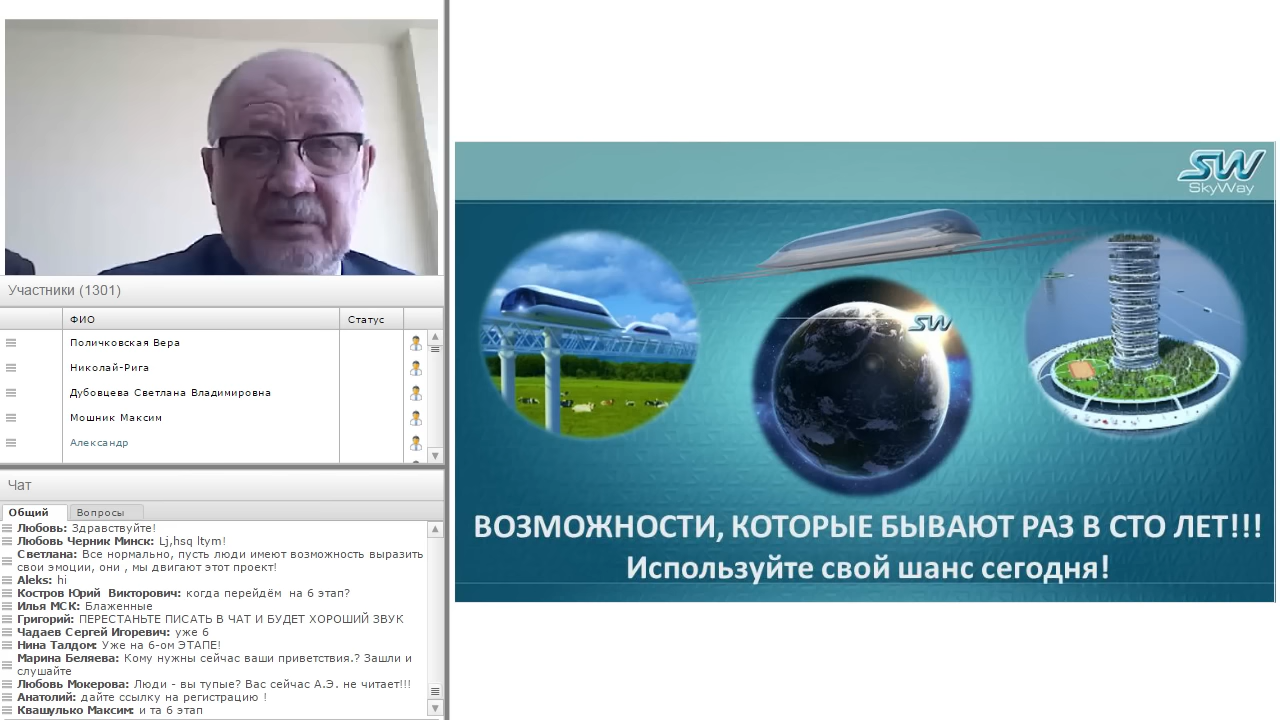 Участники (1301)
ФИО
Статус
Поличковская Вера
Николай-Рига
Дубовцева Светлана Владимировна
Мошник Максим
Александр
Чат
Общий
Вопросы
Любовь: Здравствуйте!
Любовь Черник Минск: Lj,hsq ltym!
Светлана: Все нормально, пусть люди имеют возможность выразить
свои эмоции, они , мы двигают этот проект!
Aleks: hi
Костров Юрий Викторович: когда перейдём на 6 этап?
Илья МСК: Блаженные
Григорий: ПЕРЕСТАНЬТЕ ПИСАТЬ В ЧАТ И БУДЕТ ХОРОШИЙ ЗВУК
Чадаев Сергей Игоревич: уже 6
Нина Талдом: Уже на 6-ом ЭТАПЕ!
Марина Беляева: Кому нужны сейчас ваши приветствия.? Зашли и
слушайте
Любовь Мокерова: Люди - вы тупые? Вас сейчас А.Э. не читает!!!
Анатолий: дайте ссылку на регистрацию !
Квашулько Максим: и та 6 этап
SW
SkyWay
SW
ВОЗМОЖНОСТИ, КОТОРЫЕ БЫВАЮТ РАЗ В СТО ЛЕТ!!!
Используйте свой шанс сегодня!